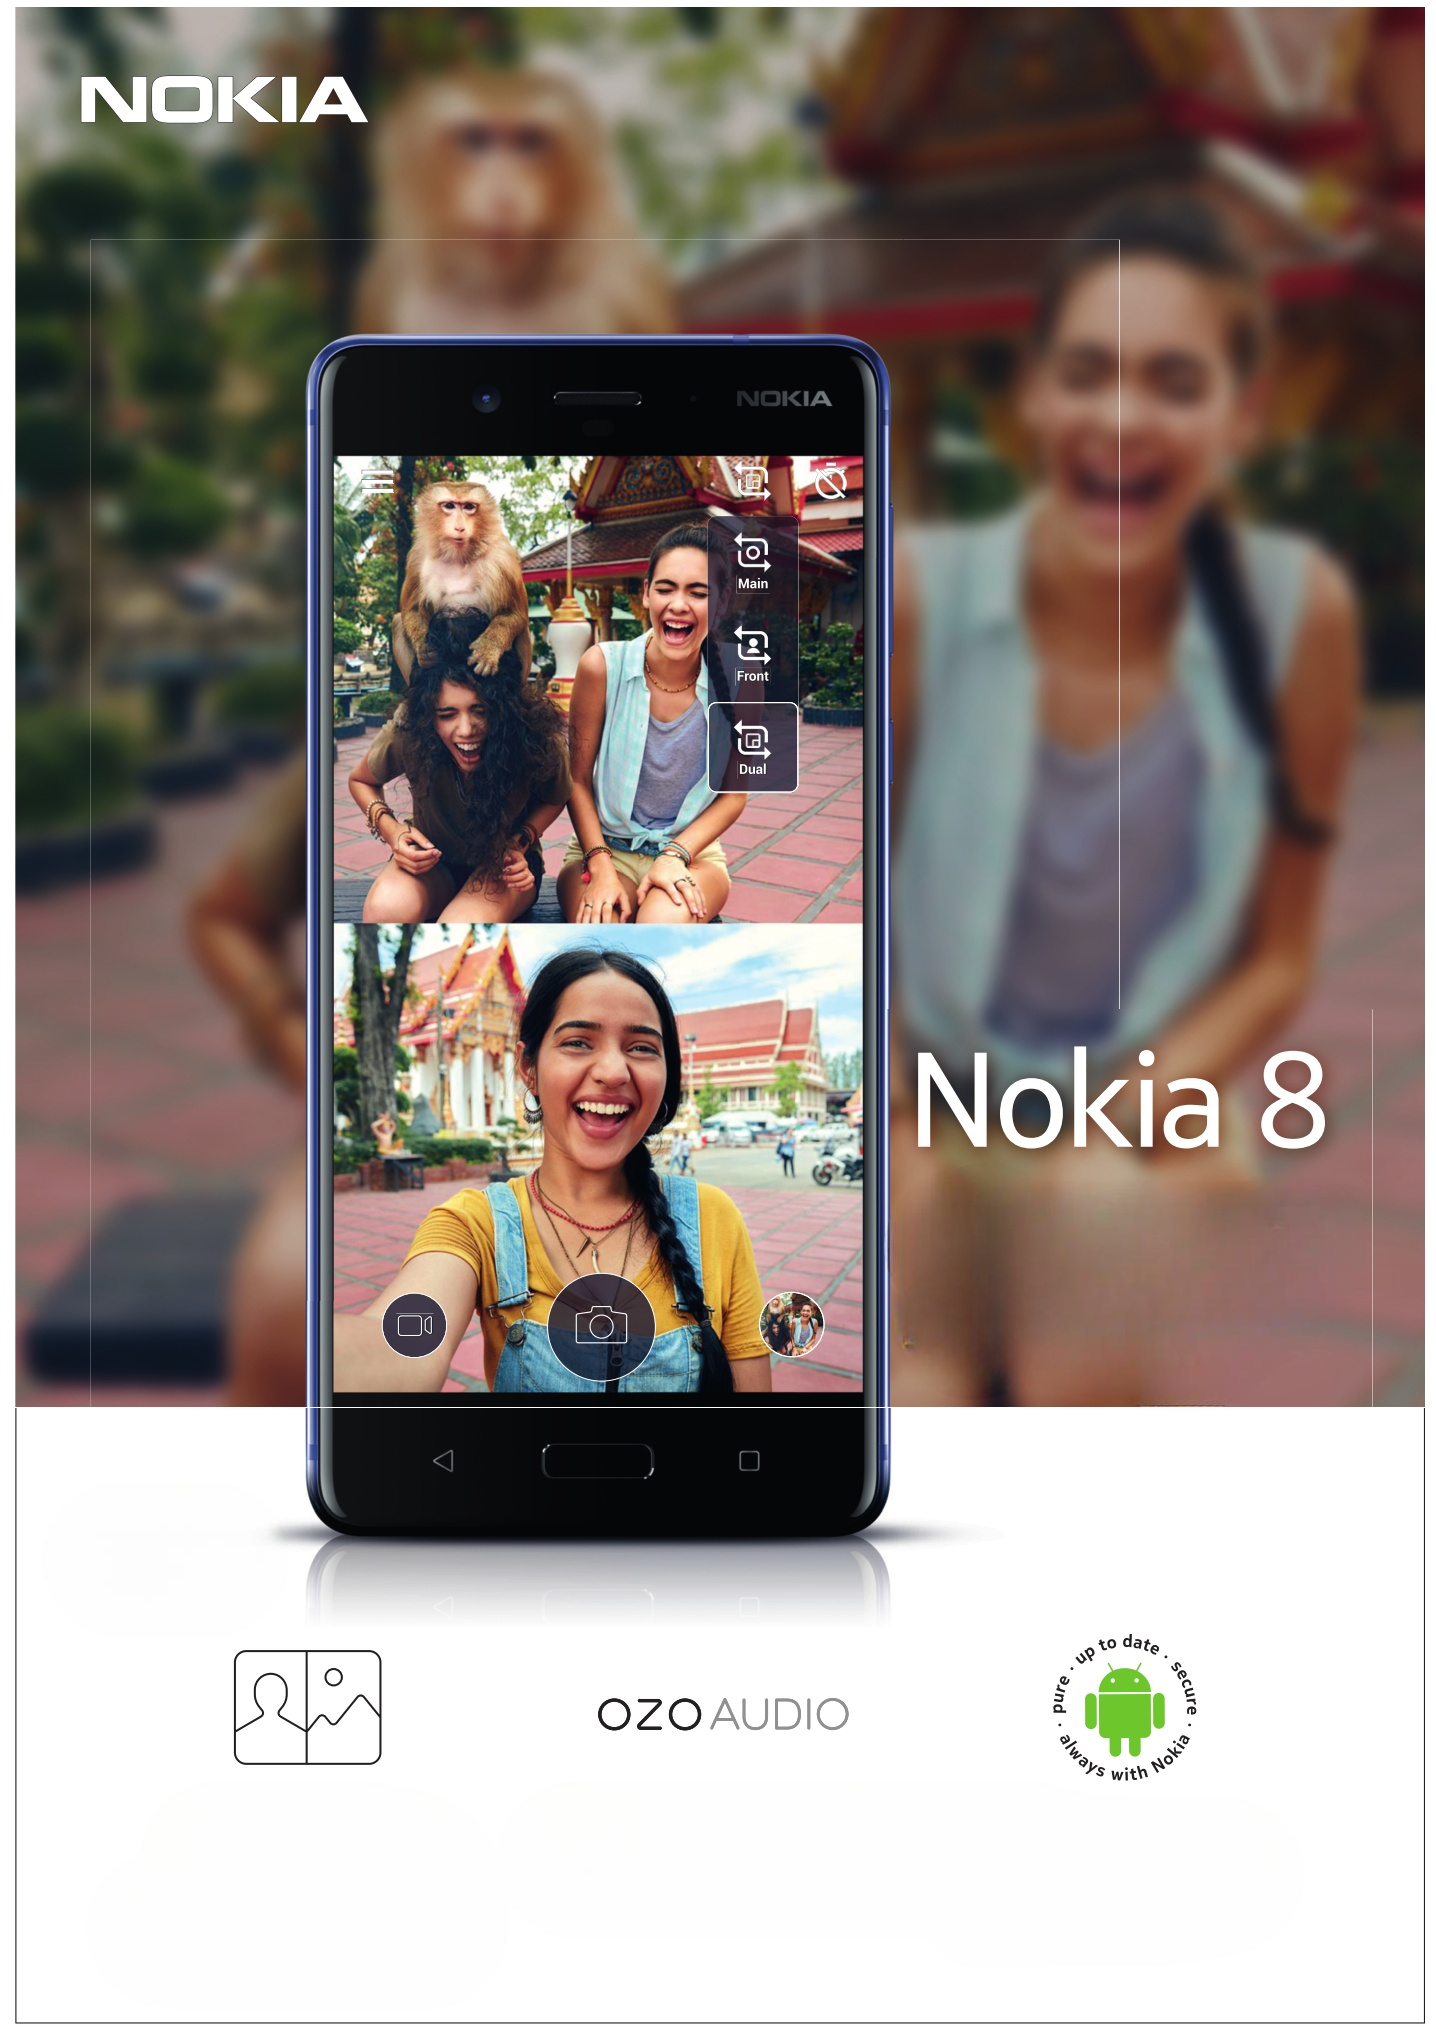 NOKIA
NOKIA
Main
Front
Dual
Nokia 8
OZO AUDIO
pure · up to date · secure · always with Nokia ·